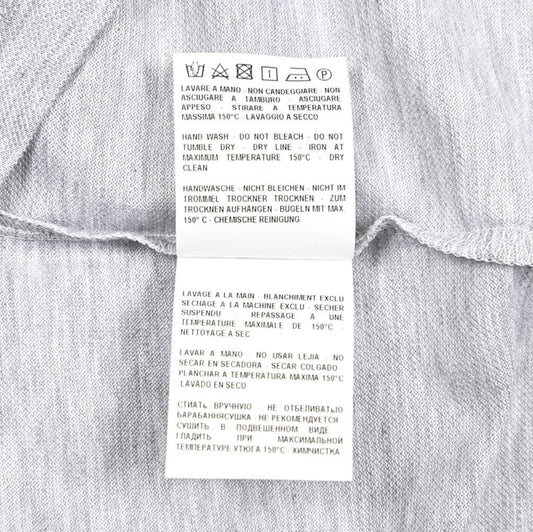 LAVARE A MANO - NON CANDEGGIARE - NON
ASCIUGARE A TAMBURO - ASCIUGARE
APPESO - STIRARE A TEMPERATURA
MASSIMA 150°C - LAVAGGIO A SECCO
HAND WASH - DO NOT BLEACH - DO NOT
TUMBLE DRY - DRY LINE - IRON AT
MAXIMUM TEMPERATURE 150°C - DRY
CLEAN
HANDWASCHE - NICHT BLEICHEN - NICHT IM
TROMMEL TROCKNER TROCKNEN - ZUM
TROCKNEN AUFHÄNGEN - BÜGELN MIT MAX.
150° C - CHEMISCHE REINIGUNG
LAVAGE A LA MAIN - BLANCHIMENT EXCLU
SECHAGE A LA MACHINE EXCLU - SECHER
SUSPENDU - REPASSAGE A UNE
TEMPERATURE MAXIMALE DE 150°C -
NETTOYAGE A SEC
LAVAR A MANO - NO USAR LEJIA - NO
SECAR EN SECADORA - SECAR COLGADO -
PLANCHAR A TEMPERATURA MAXIMA 150°C
LAVADO EN SECO
СТИАТЬ ВРУЧНУЮ - НЕ ОТБЕЛИВАТЬ
БАРАБАННЯСУШКА НЕ РЕКОМЕНДУЕТСЯ -
СУШИТЬ В ПОДВЕШЕННОМ ВИДЕ -
ГЛАДИТЬ ПРИ МАКСИМАЛЬНОЙ
ТЕМПЕРАТУРЕ УТЮГА 150°C - ХИМЧИСТКА